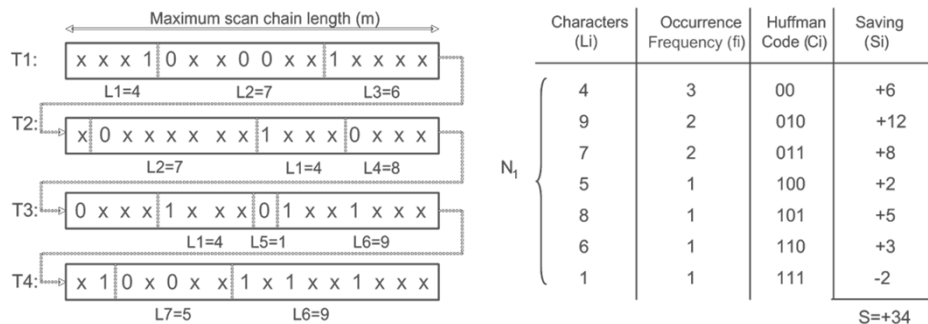 Maximum scan chain length (m)
T1: x x x 1 0 x x 0 0 x x 1 x x x x
L1=4 L2=7 L3=6
T2: x 0 x x x x x x 1 x x x 0 x x x
L2=7 L1=4 L4=8
T3: 0 x x x 1 x x x 0 1 x x 1 x x x
L1=4 L5=1 L6=9
T4: x 1 0 x 0 x x 1 x 1 x x 1 x x x
L7=5 L6=9
Characters (Li) Occurrence Frequency (fi) Huffman Code (Ci) Saving (Si)
N1
4 3 00 +6
9 2 010 +12
7 2 011 +8
5 1 100 +2
8 1 101 +5
6 1 110 +3
1 1 111 -2
S=+34